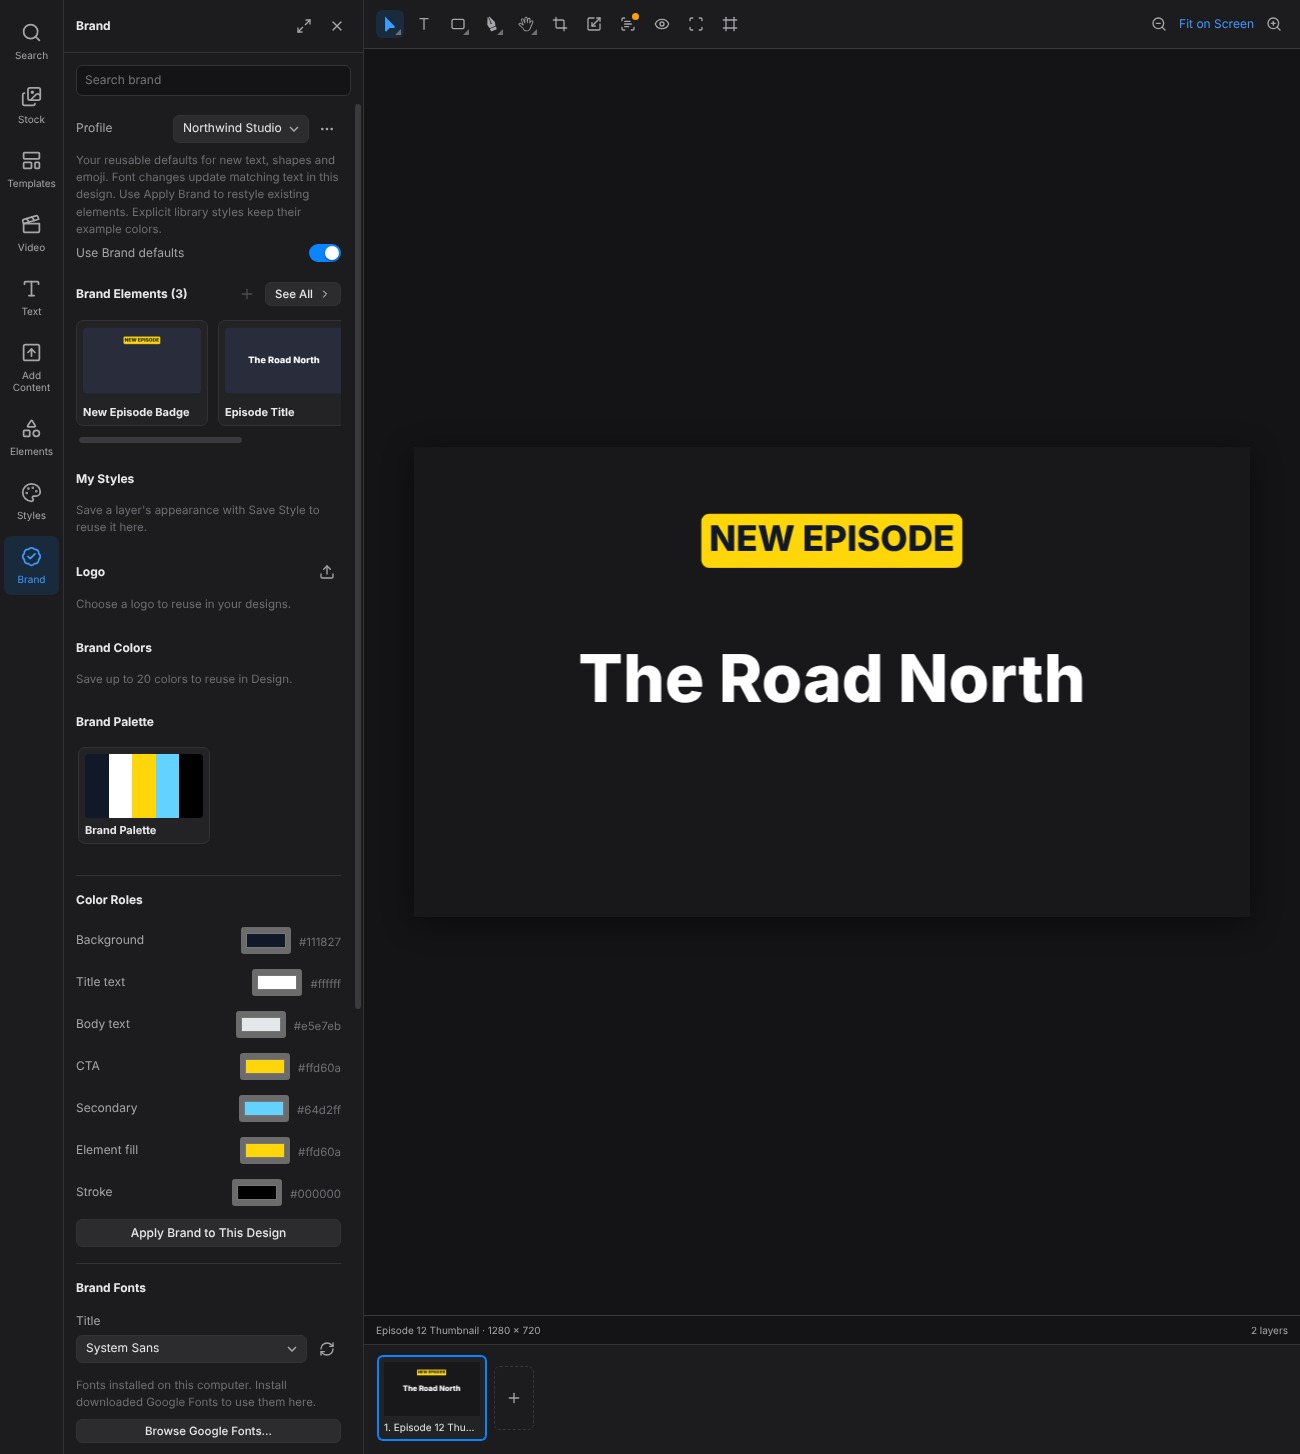 Search
Stock
Templates
Video
Text
Add
Content
Elements
Styles
Brand
Brand
Search brand
Profile
Northwind Studio
Your reusable defaults for new text, shapes and
emoji. Font changes update matching text in this
design. Use Apply Brand to restyle existing
elements. Explicit library styles keep their
example colors.
Use Brand defaults
Brand Elements (3)
See All
NEW EPISODE
The Road North
New Episode Badge
Episode Title
My Styles
Save a layer's appearance with Save Style to
reuse it here.
Logo
Choose a logo to reuse in your designs.
Brand Colors
Save up to 20 colors to reuse in Design.
Brand Palette
Brand Palette
Color Roles
Background #111827
Title text #ffffff
Body text #e5e7eb
CTA #ffd60a
Secondary #64d2ff
Element fill #ffd60a
Stroke #000000
Apply Brand to This Design
Brand Fonts
Title
System Sans
Fonts installed on this computer. Install
downloaded Google Fonts to use them here.
Browse Google Fonts...
T
Fit on Screen
NEW EPISODE
The Road North
Episode 12 Thumbnail · 1280 × 720
2 layers
NEW EPISODE
The Road North
1. Episode 12 Thu...